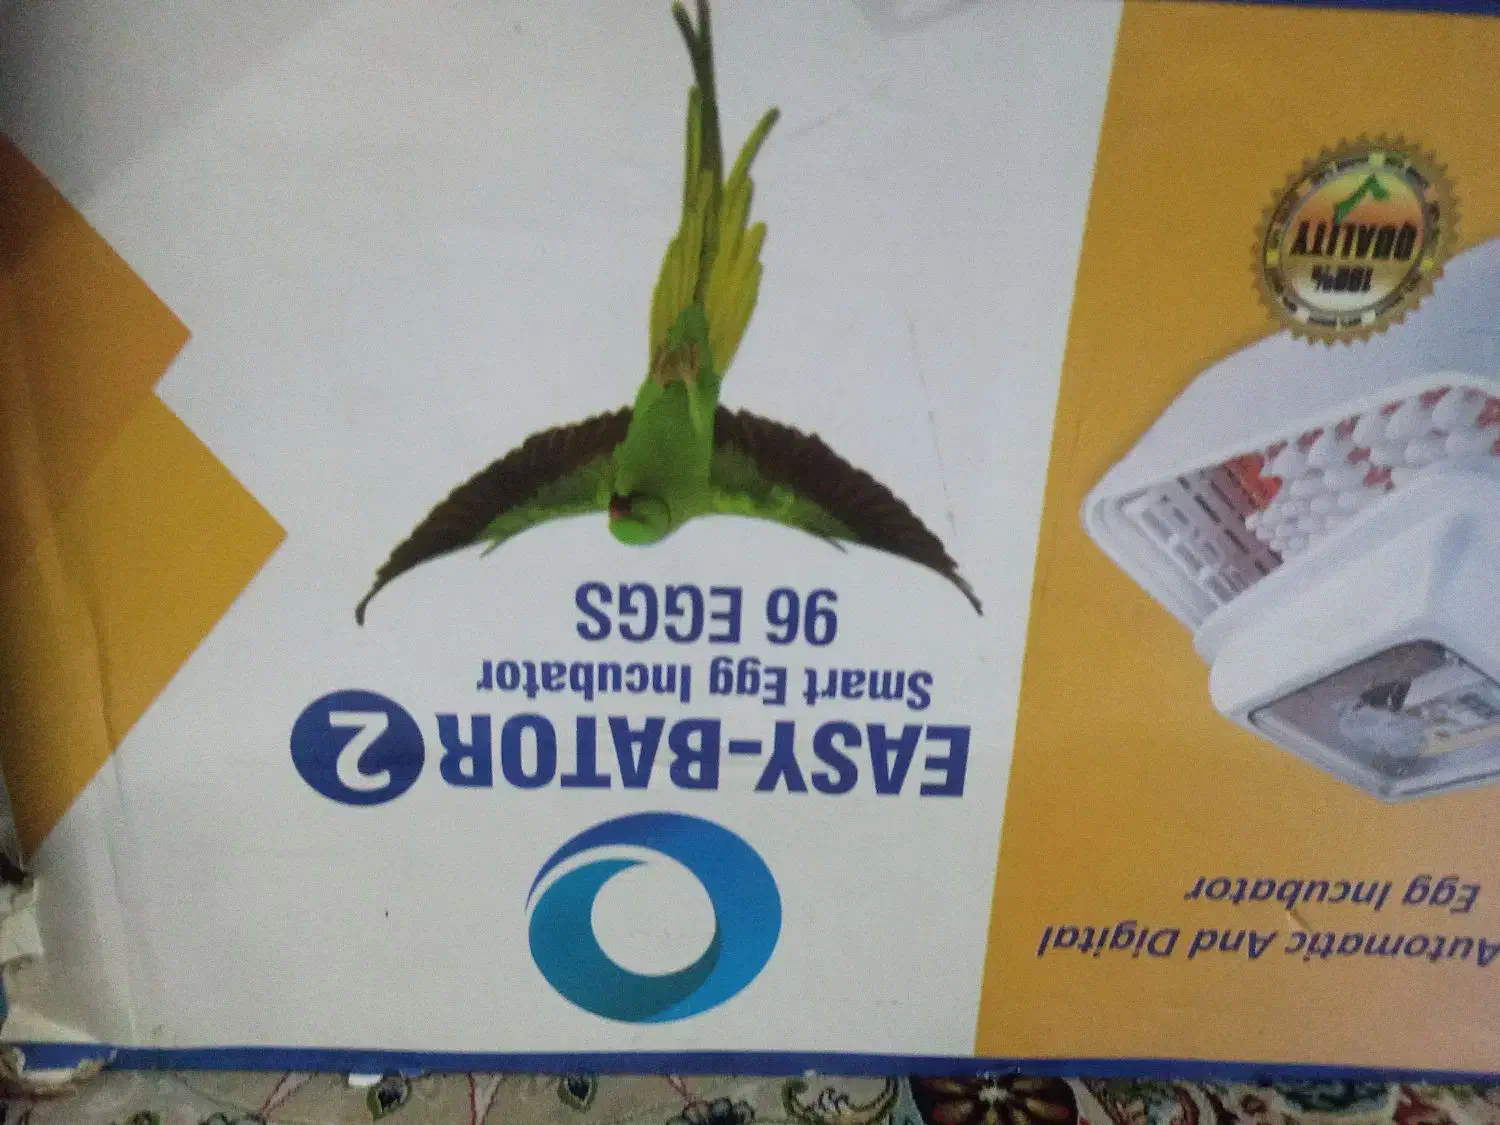 Automatic And Digital
Egg Incubator
EASY-BATOR 2
Smart Egg Incubator
96 EGGS
100%
QUALITY